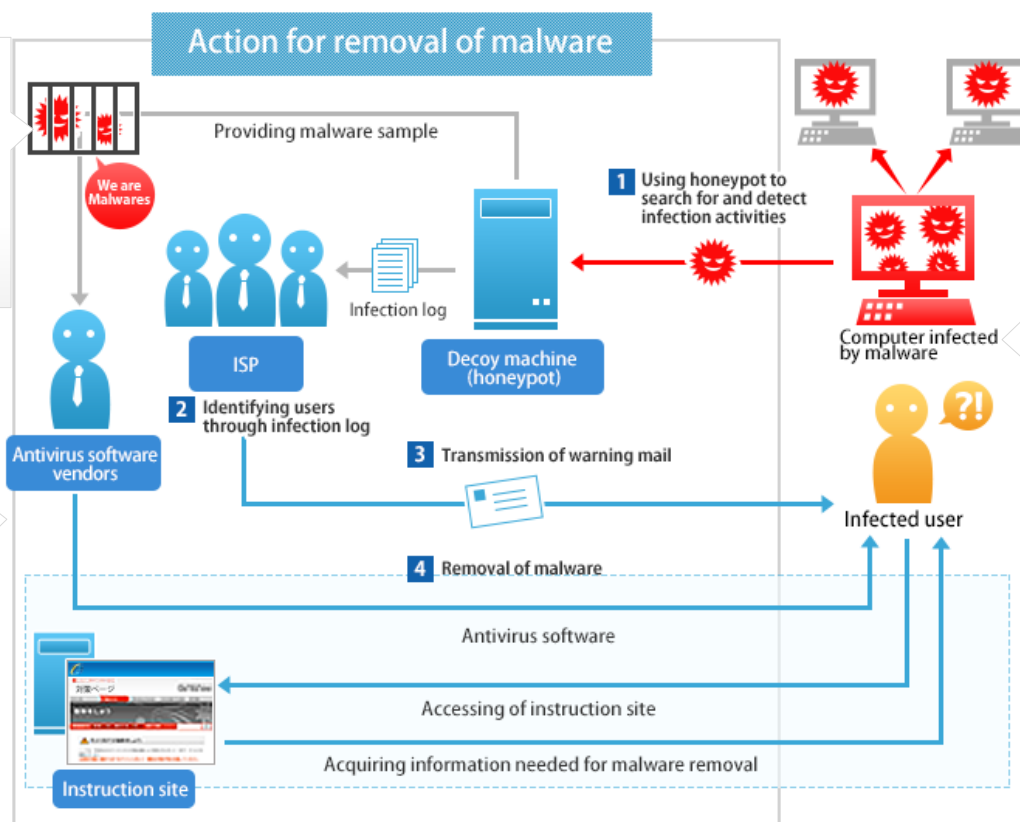 Action for removal of malware
Providing malware sample
We are
Malwares
1 Using honeypot to
search for and detect
infection activities
Infection log
Computer infected
by malware
ISP
Decoy machine
(honeypot)
2 Identifying users
through infection log
?!
Antivirus software
vendors
3 Transmission of warning mail
Infected user
4 Removal of malware
Antivirus software
対策ページ
Accessing of instruction site
Acquiring information needed for malware removal
Instruction site